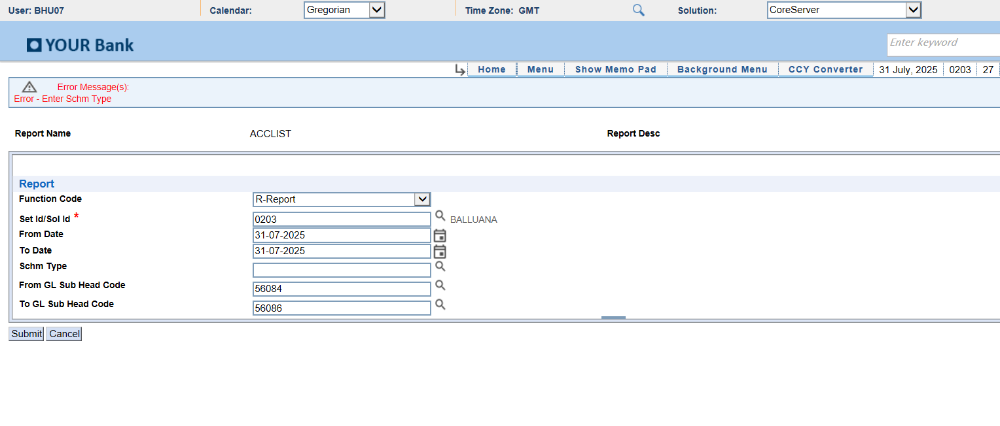 User: BHU07 Calendar: Gregorian Time Zone: GMT Solution: CoreServer
YOUR Bank Enter keyword
Home Menu Show Memo Pad Background Menu CCY Converter 31 July, 2025 0203 27
Error Message(s):
Error - Enter Schm Type
Report Name ACCLIST Report Desc
Report
Function Code R-Report
Set Id/Sol Id * 0203 BALLUANA
From Date 31-07-2025
To Date 31-07-2025
Schm Type
From GL Sub Head Code 56084
To GL Sub Head Code 56086
Submit Cancel